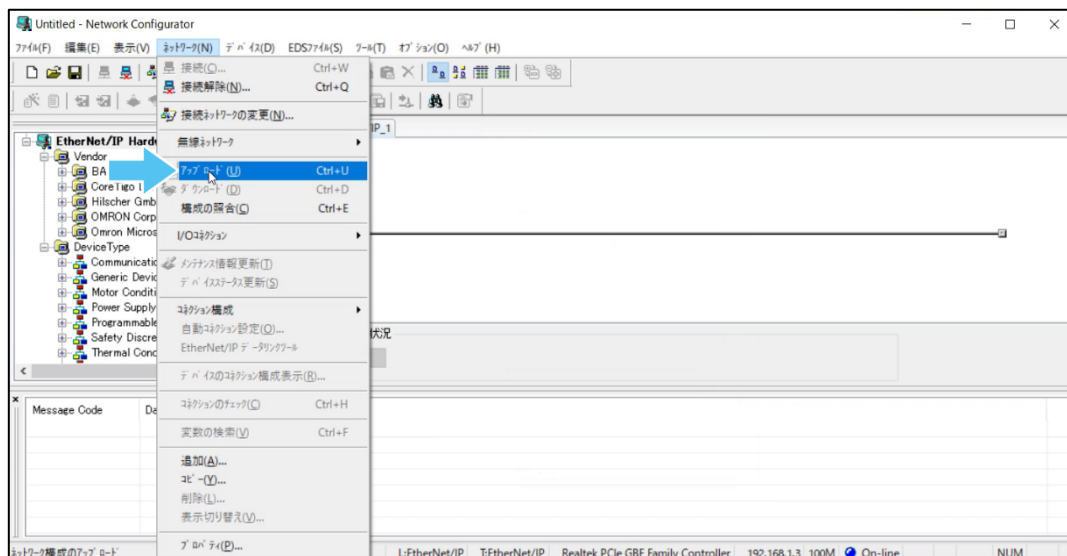 Untitled - Network Configurator
ﾌｧｲﾙ(F) 編集(E) 表示(V) ﾈｯﾄﾜｰｸ(N) ﾃﾞﾊﾞｲｽ(D) EDSﾌｧｲﾙ(S) ﾂｰﾙ(T) ｵﾌﾟｼｮﾝ(O) ﾍﾙﾌﾟ(H)
接続(C)... Ctrl+W
接続解除(N)... Ctrl+Q
接続ﾈｯﾄﾜｰｸの変更(N)...
無線ﾈｯﾄﾜｰｸ
ｱｯﾌﾟﾛｰﾄﾞ(U) Ctrl+U
ﾀﾞｳﾝﾛｰﾄﾞ(D) Ctrl+D
構成の照合(C) Ctrl+E
I/Oｺﾈｸｼｮﾝ
ﾒﾝﾃﾅﾝｽ情報更新(T)
ﾃﾞﾊﾞｲｽｽﾃｰﾀｽ更新(S)
ｺﾈｸｼｮﾝ構成
自動ｺﾈｸｼｮﾝ設定(O)...
EtherNet/IP ﾃﾞｰﾀﾘﾝｸﾂｰﾙ
ﾃﾞﾊﾞｲｽのｺﾈｸｼｮﾝ構成表示(R)...
ｺﾈｸｼｮﾝのﾁｪｯｸ(C) Ctrl+H
変数の検索(V) Ctrl+F
追加(A)...
ｺﾋﾟｰ(Y)...
削除(L)...
表示切り替え(V)...
ﾌﾟﾛﾊﾟﾃｨ(P)...
IP_1
EtherNet/IP Hardw
Vendor
BA
CoreTigo L
Hilscher Gmb
OMRON Corp
Omron Micros
DeviceType
Communicatio
Generic Devic
Motor Conditi
Power Supply
Programmable
Safety Discre
Thermal Cond
状況
Message Code Da
ﾈｯﾄﾜｰｸ構成のｱｯﾌﾟﾛｰﾄﾞ L:EtherNet/IP T:EtherNet/IP Realtek PCIe GBE Family Controller 192.168.1.3 100M On-line NUM